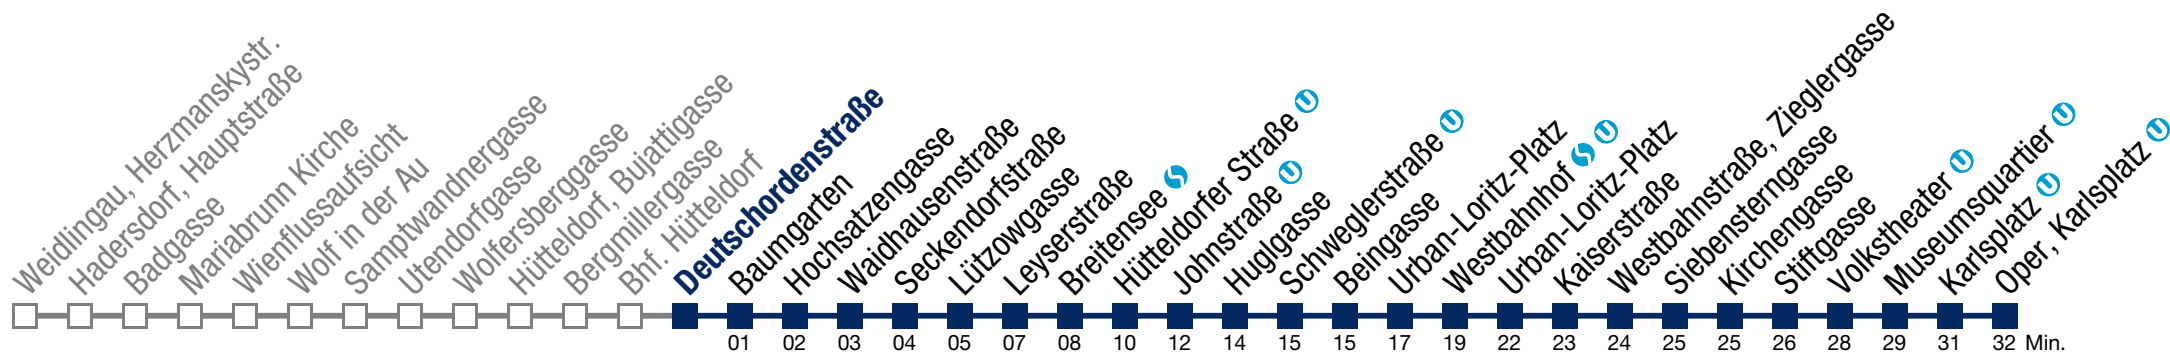 Weidlingau, Herzmanskystr.
Hadersdorf, Hauptstraße
Badgasse
Mariabrunn Kirche
Wienflussaufsicht
Wolf in der Au
Samptwandnergasse
Utendorfgasse
Wolfersberggasse
Hütteldorf, Bujattigasse
Bergmillergasse
Bhf. Hütteldorf
Deutschordenstraße
Baumgarten
Hochsatzengasse
Waidhausenstraße
Seckendorfstraße
Lützowgasse
Leyserstraße
Breitensee S
Hütteldorfer Straße U
Johnstraße U
Huglgasse
Schweglerstraße U
Beingasse
Urban-Loritz-Platz
Westbahnhof S U
Urban-Loritz-Platz
Kaiserstraße
Westbahnstraße, Zieglergasse
Siebensterngasse
Kirchengasse
Stiftgasse
Volkstheater U
Museumsquartier U
Karlsplatz U
Oper, Karlsplatz U
01 02 03 04 05 07 08 10 12 14 15 15 17 19 22 23 24 25 25 26 28 29 31 32 Min.